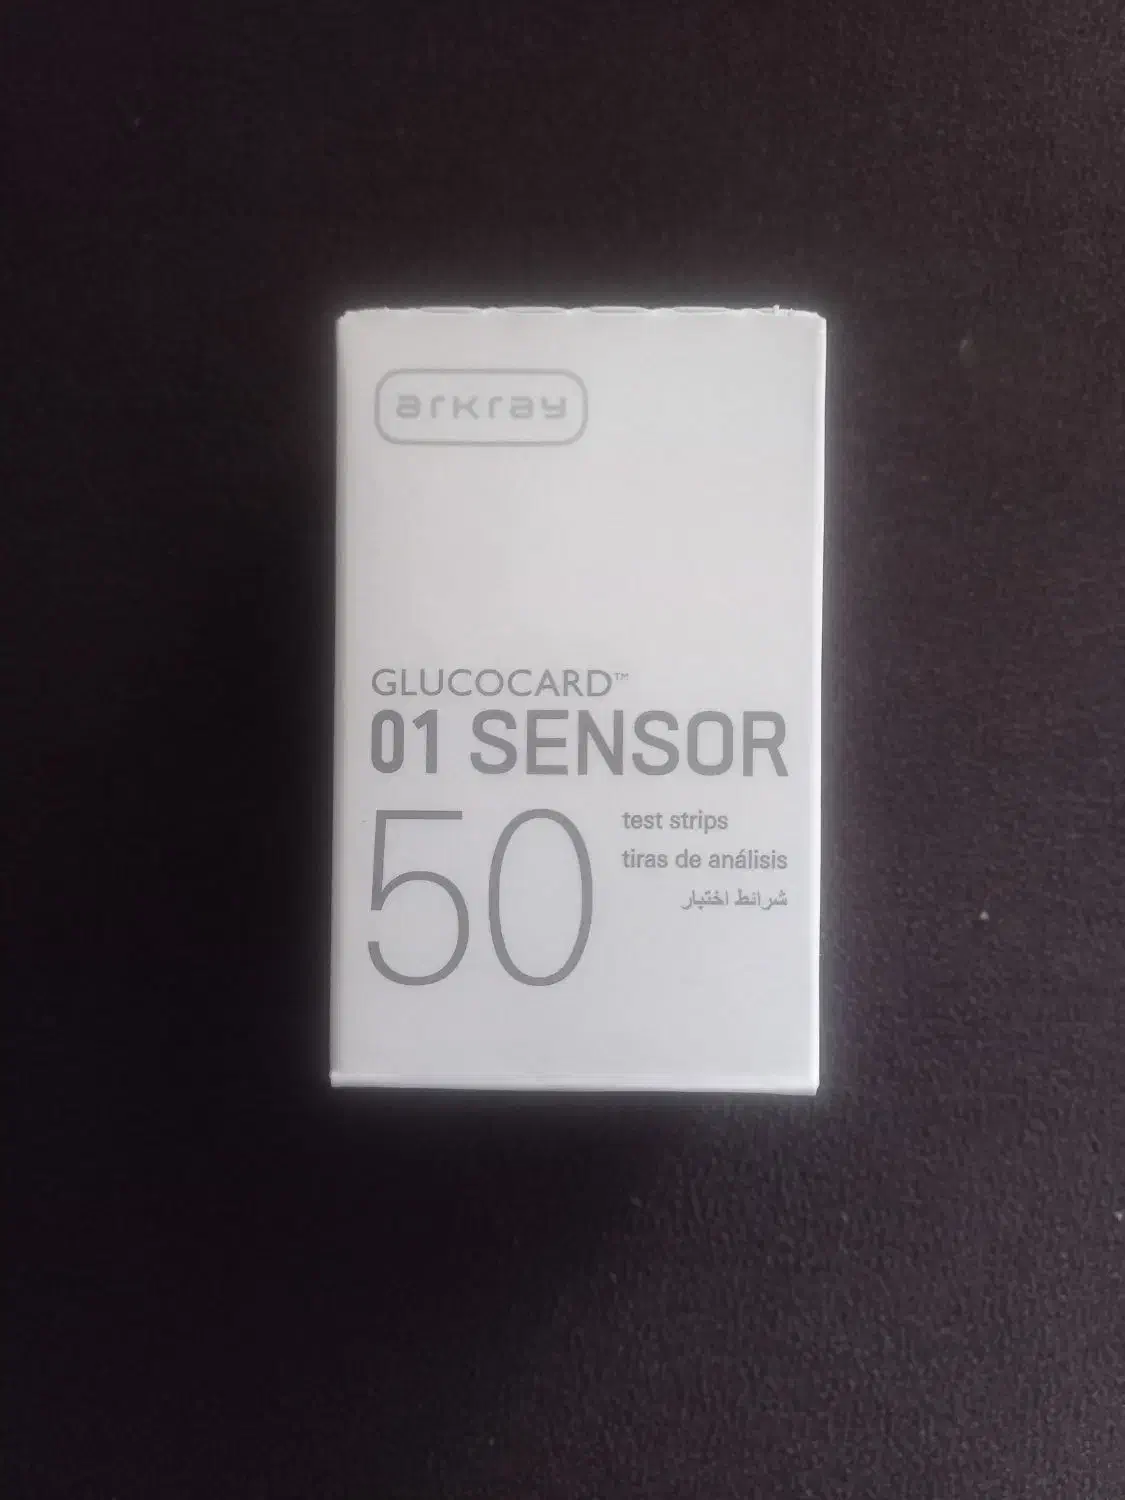 arkray
GLUCOCARD™
01 SENSOR
50
test strips
tiras de análisis
شرائط اختبار